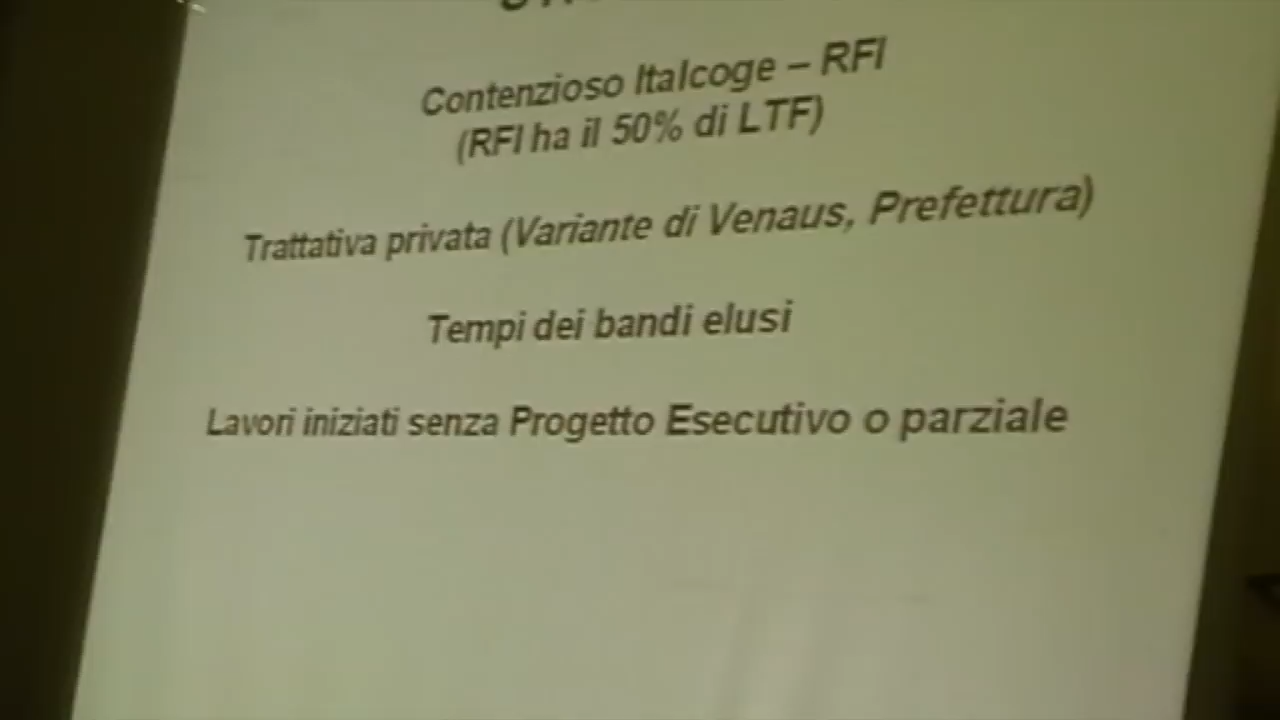 Contenzioso Italcoge – RFI
(RFI ha il 50% di LTF)
Trattativa privata (Variante di Venaus, Prefettura)
Tempi dei bandi elusi
Lavori iniziati senza Progetto Esecutivo o parziale